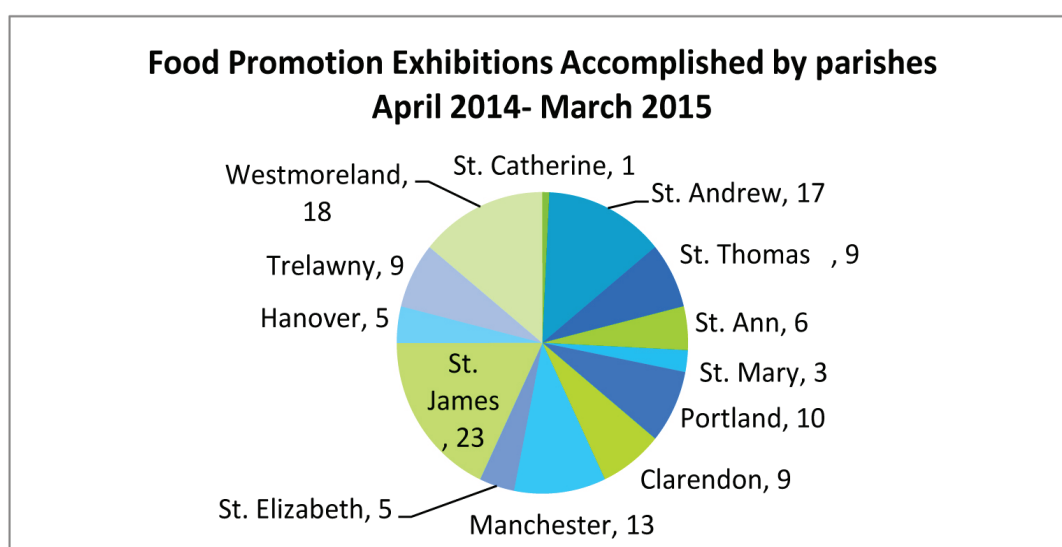 Food Promotion Exhibitions Accomplished by parishes
April 2014- March 2015
St. Catherine, 1
St. Andrew, 17
St. Thomas , 9
St. Ann, 6
St. Mary, 3
Portland, 10
Clarendon, 9
Manchester, 13
St. Elizabeth, 5
St.
James
, 23
Hanover, 5
Trelawny, 9
Westmoreland,
18